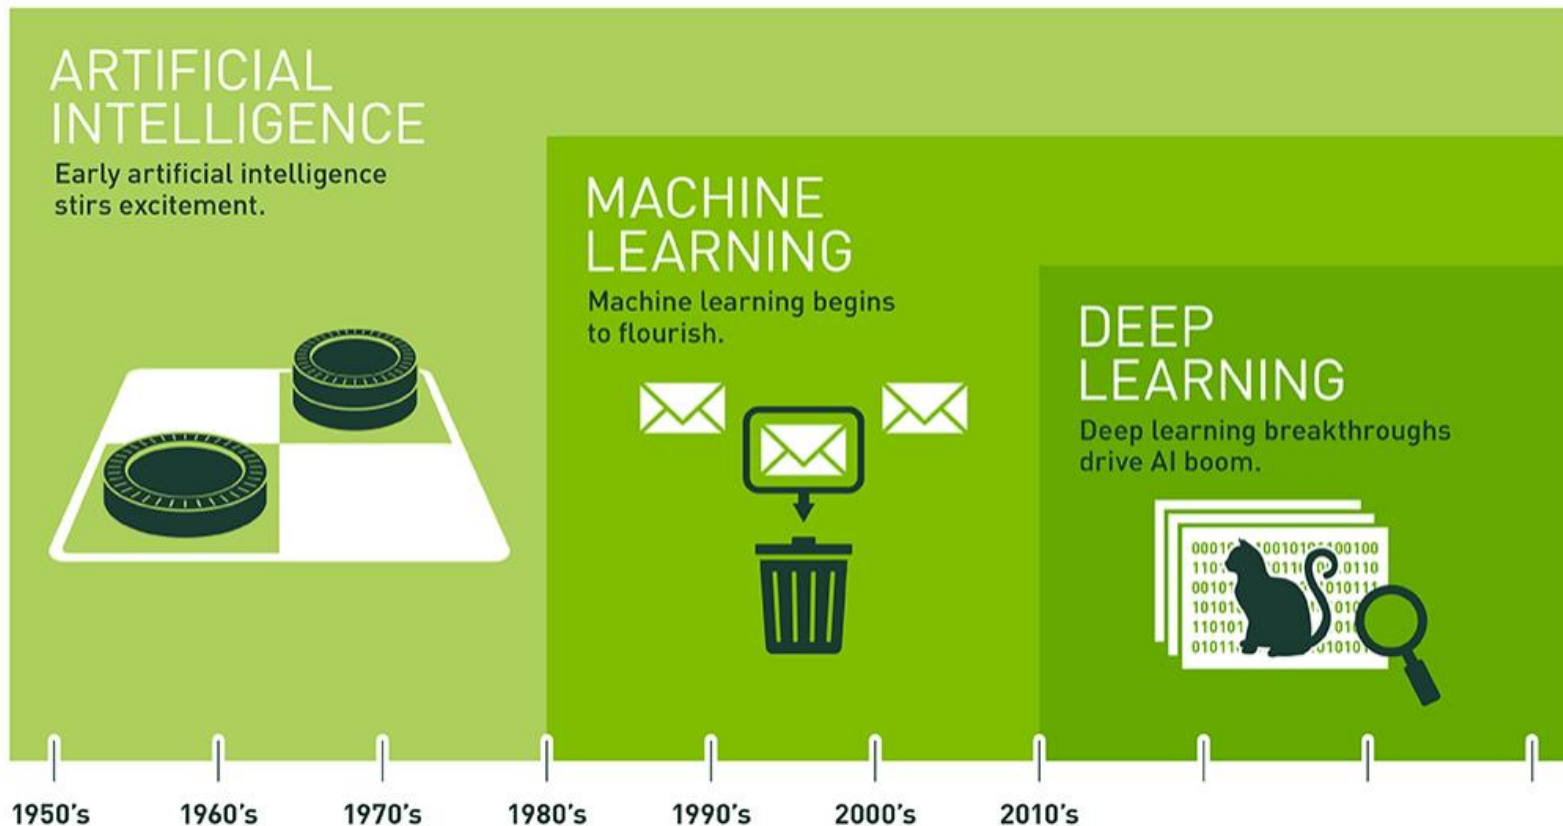 ARTIFICIAL
INTELLIGENCE
Early artificial intelligence
stirs excitement.
MACHINE
LEARNING
Machine learning begins
to flourish.
DEEP
LEARNING
Deep learning breakthroughs
drive AI boom.
1950's 1960's 1970's 1980's 1990's 2000's 2010's